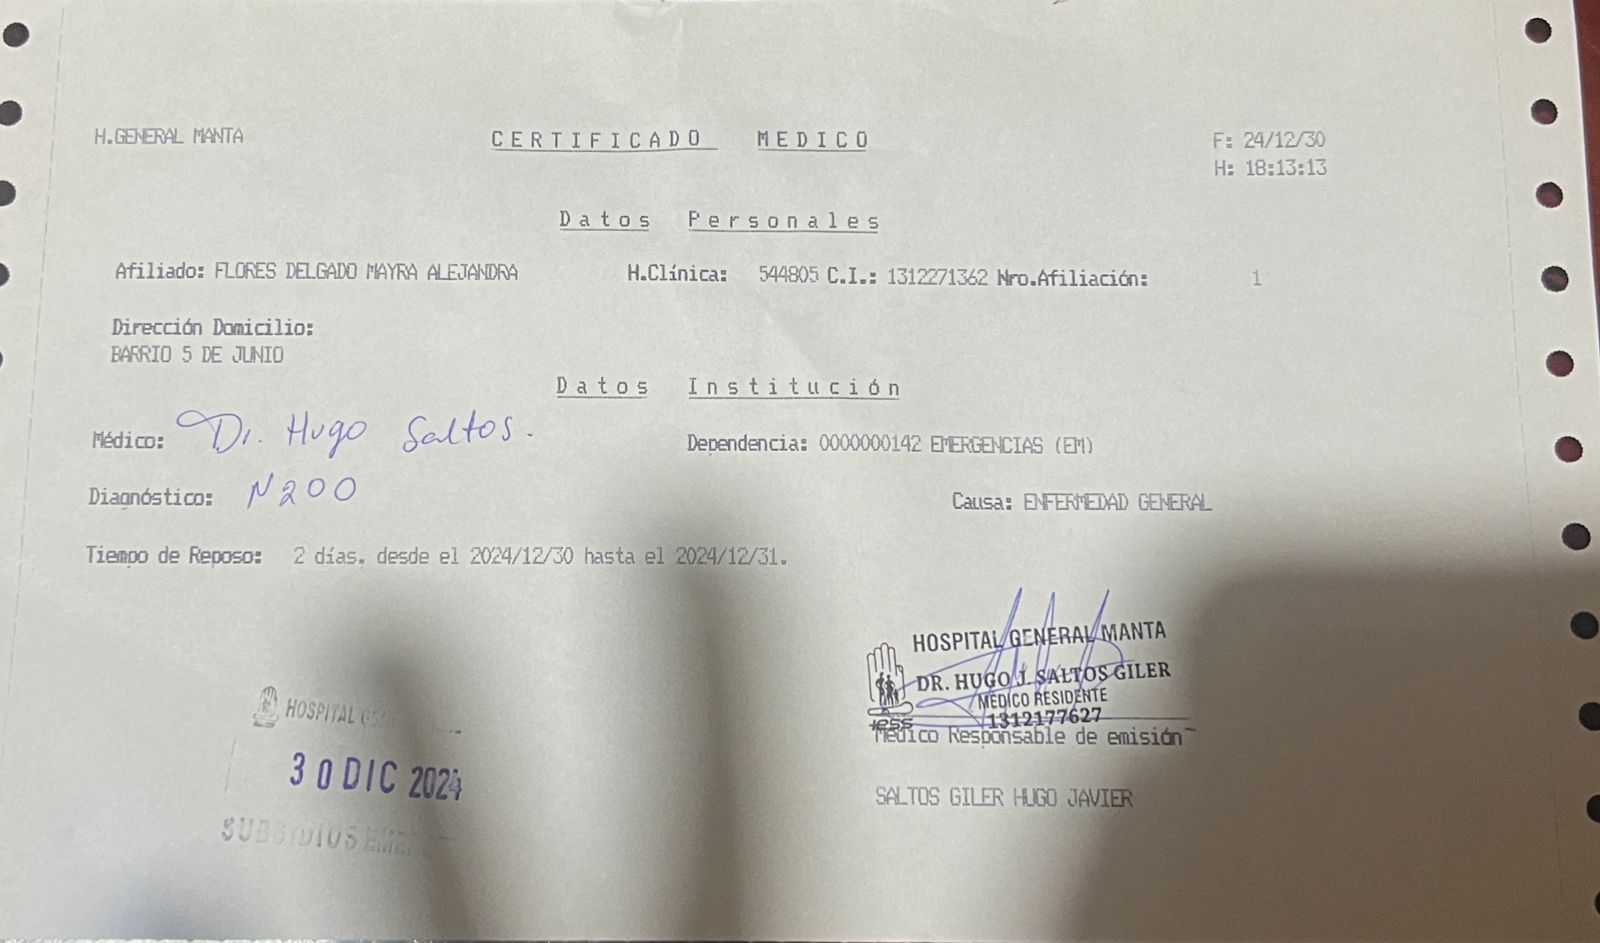 H.GENERAL MANTA CERTIFICADO MEDICO F: 24/12/30
H: 18:13:13
Datos Personales
Afiliado: FLORES DELGADO MAYRA ALEJANDRA H.Clínica: 544805 C.I.: 1312271362 Nro.Afiliación: 1
Dirección Domicilio:
BARRIO 5 DE JUNIO
Datos Institución
Médico: Dr. Hugo Saltos. Dependencia: 0000000142 EMERGENCIAS (EM)
Diagnóstico: N200 Causa: ENFERMEDAD GENERAL
Tiempo de Reposo: 2 días. desde el 2024/12/30 hasta el 2024/12/31.
HOSPITAL GENERAL MANTA
DR. HUGO J. SALTOS GILER
MEDICO RESIDENTE
1312177627
iess
Medico Responsable de emisión
SALTOS GILER HUGO JAVIER
HOSPITAL
30 DIC 2024
SUBSIDIOS